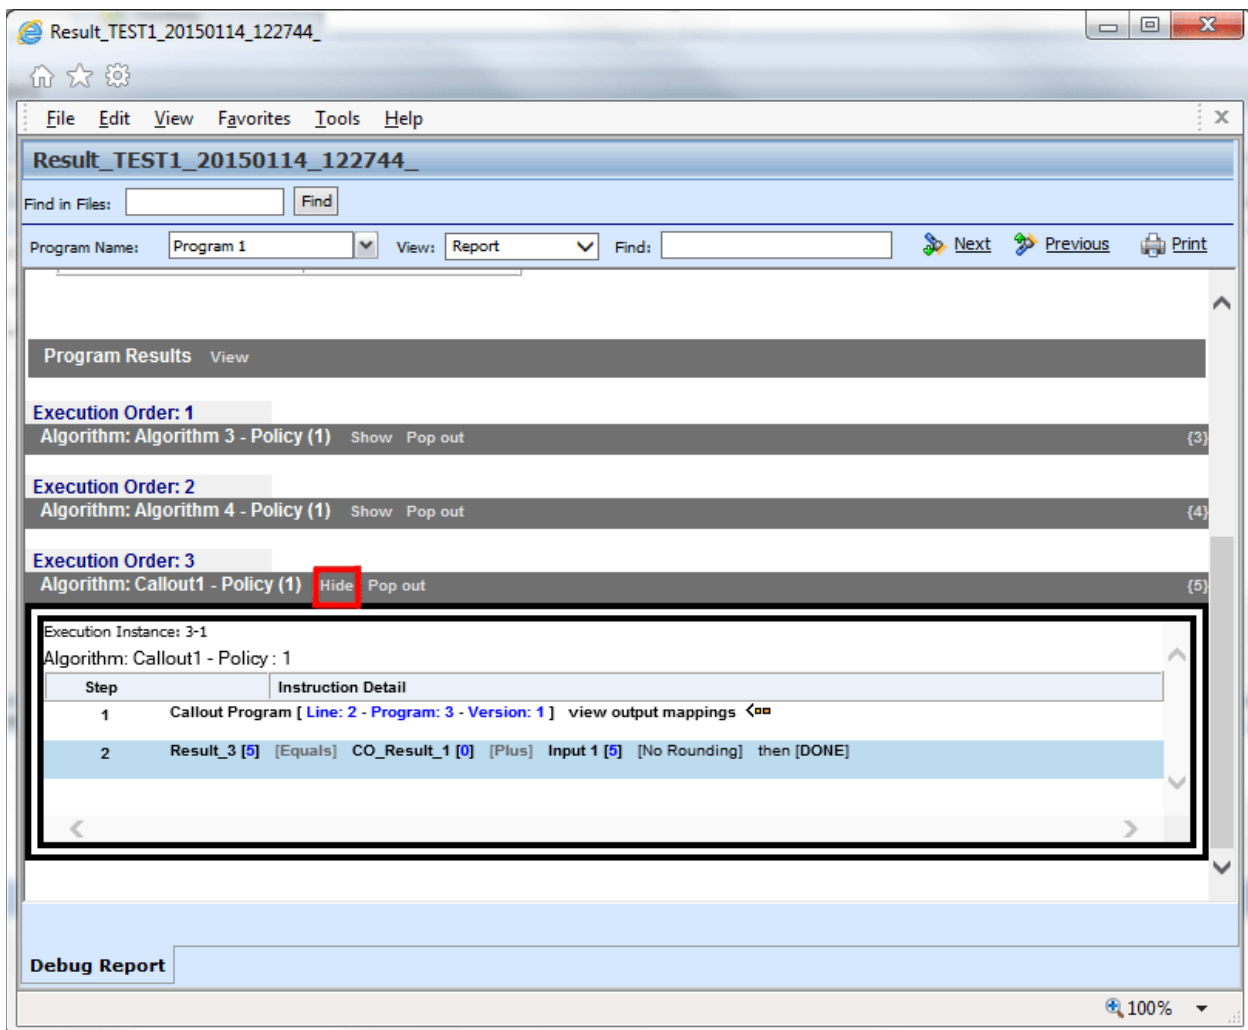 Result_TEST1_20150114_122744_
File Edit View Favorites Tools Help
X
Result_TEST1_20150114_122744_
Find in Files: Find
Program Name: Program 1 View: Report Find: Next Previous Print
Program Results View
Execution Order: 1
Algorithm: Algorithm 3 - Policy (1) Show Pop out {3}
Execution Order: 2
Algorithm: Algorithm 4 - Policy (1) Show Pop out {4}
Execution Order: 3
Algorithm: Callout1 - Policy (1) Hide Pop out {5}
Execution Instance: 3-1
Algorithm: Callout1 - Policy : 1
Step Instruction Detail
1 Callout Program [ Line: 2 - Program: 3 - Version: 1 ] view output mappings
2 Result_3 [5] [Equals] CO_Result_1 [0] [Plus] Input 1 [5] [No Rounding] then [DONE]
Debug Report
100%